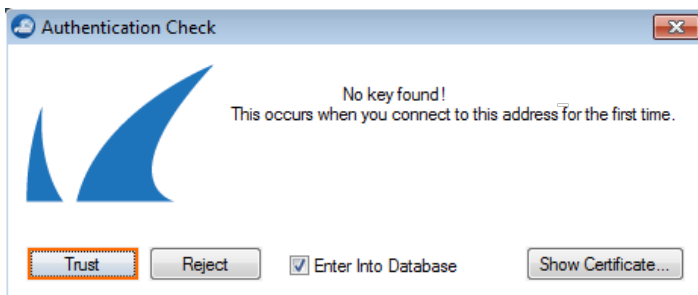 Authentication Check
No key found!
This occurs when you connect to this address for the first time.
Trust
Reject
Enter Into Database
Show Certificate...